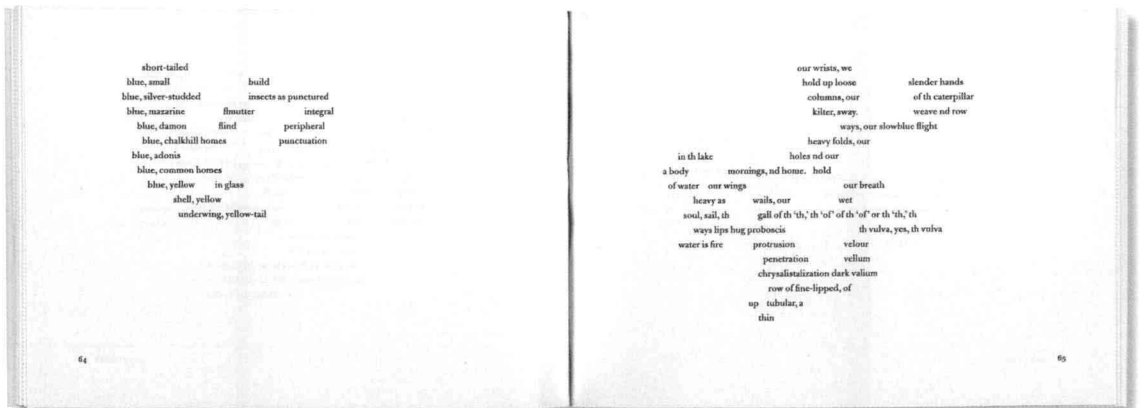 short-tailed
blue, small build
blue, silver-studded insects as punctured
blue, mazarine flmutter integral
blue, damon flind peripheral
blue, chalkhill homes punctuation
blue, adonis
blue, common homes
blue, yellow in glass
shell, yellow
underwing, yellow-tail
64
our wrists, we
hold up loose slender hands
columns, our of th caterpillar
kilter, sway. weave nd row
ways, our slowblue flight
heavy folds, our
in th lake holes nd our
a body mornings, nd home. hold
of water our wings our breath
heavy as wails, our wet
soul, sail, th gall of th ‘th,’ th ‘of’ of th ‘of’ or th ‘th,’ th
ways lips hug proboscis th vulva, yes, th vulva
water is fire protrusion velour
penetration vellum
chrysalistalization dark valium
row of fine-lipped, of
up tubular, a
thin
65